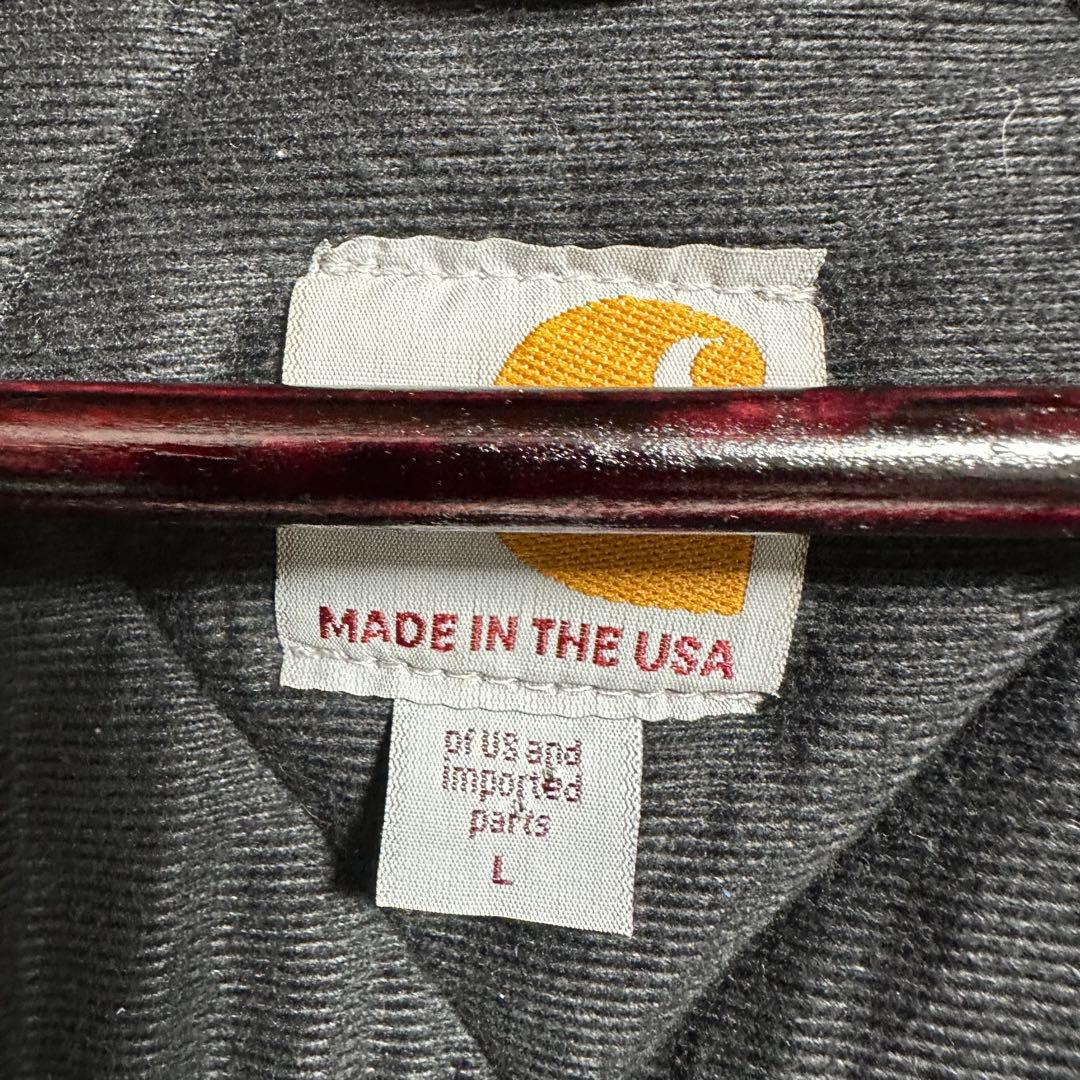 MADE IN THE USA
of US and
imported
parts
L